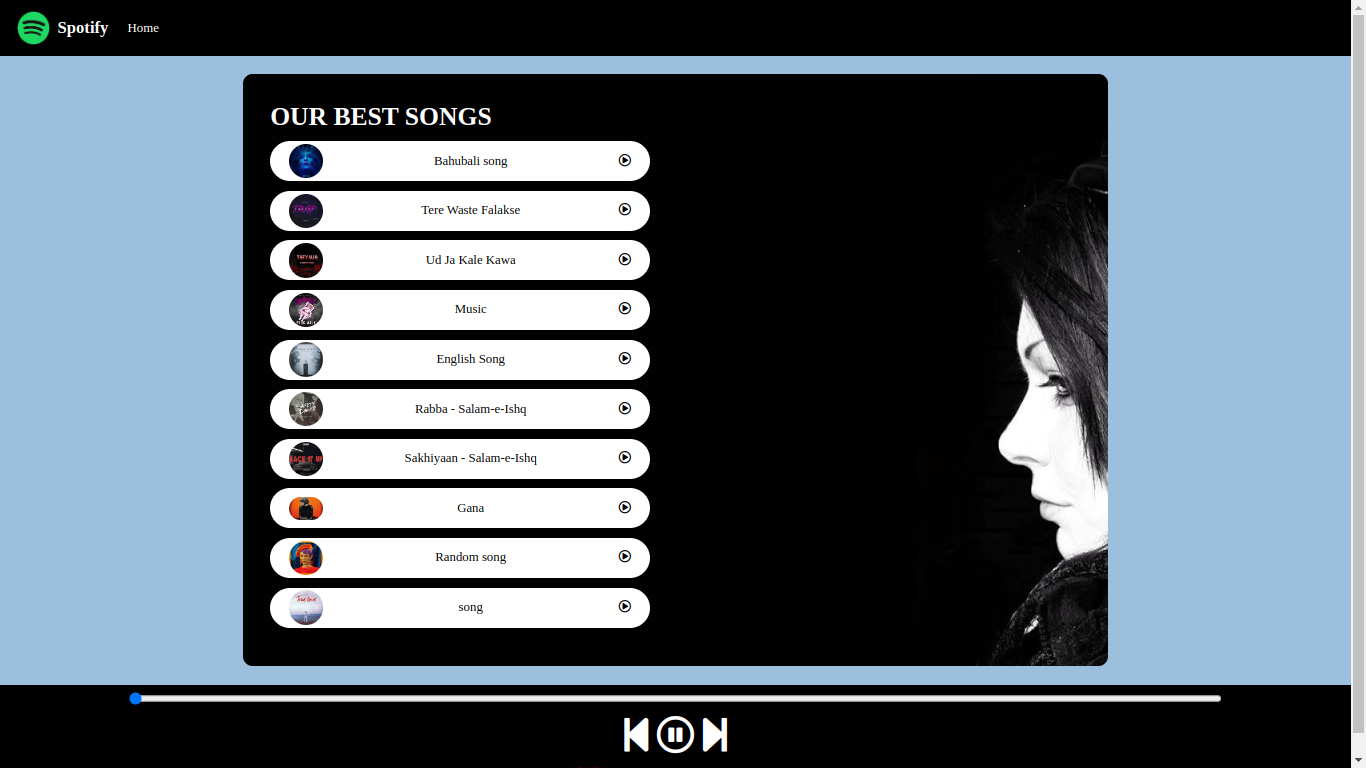 Spotify Home
OUR BEST SONGS
Bahubali song
Tere Waste Falakse
Ud Ja Kale Kawa
Music
English Song
Rabba - Salam-e-Ishq
Sakhiyaan - Salam-e-Ishq
Gana
Random song
song